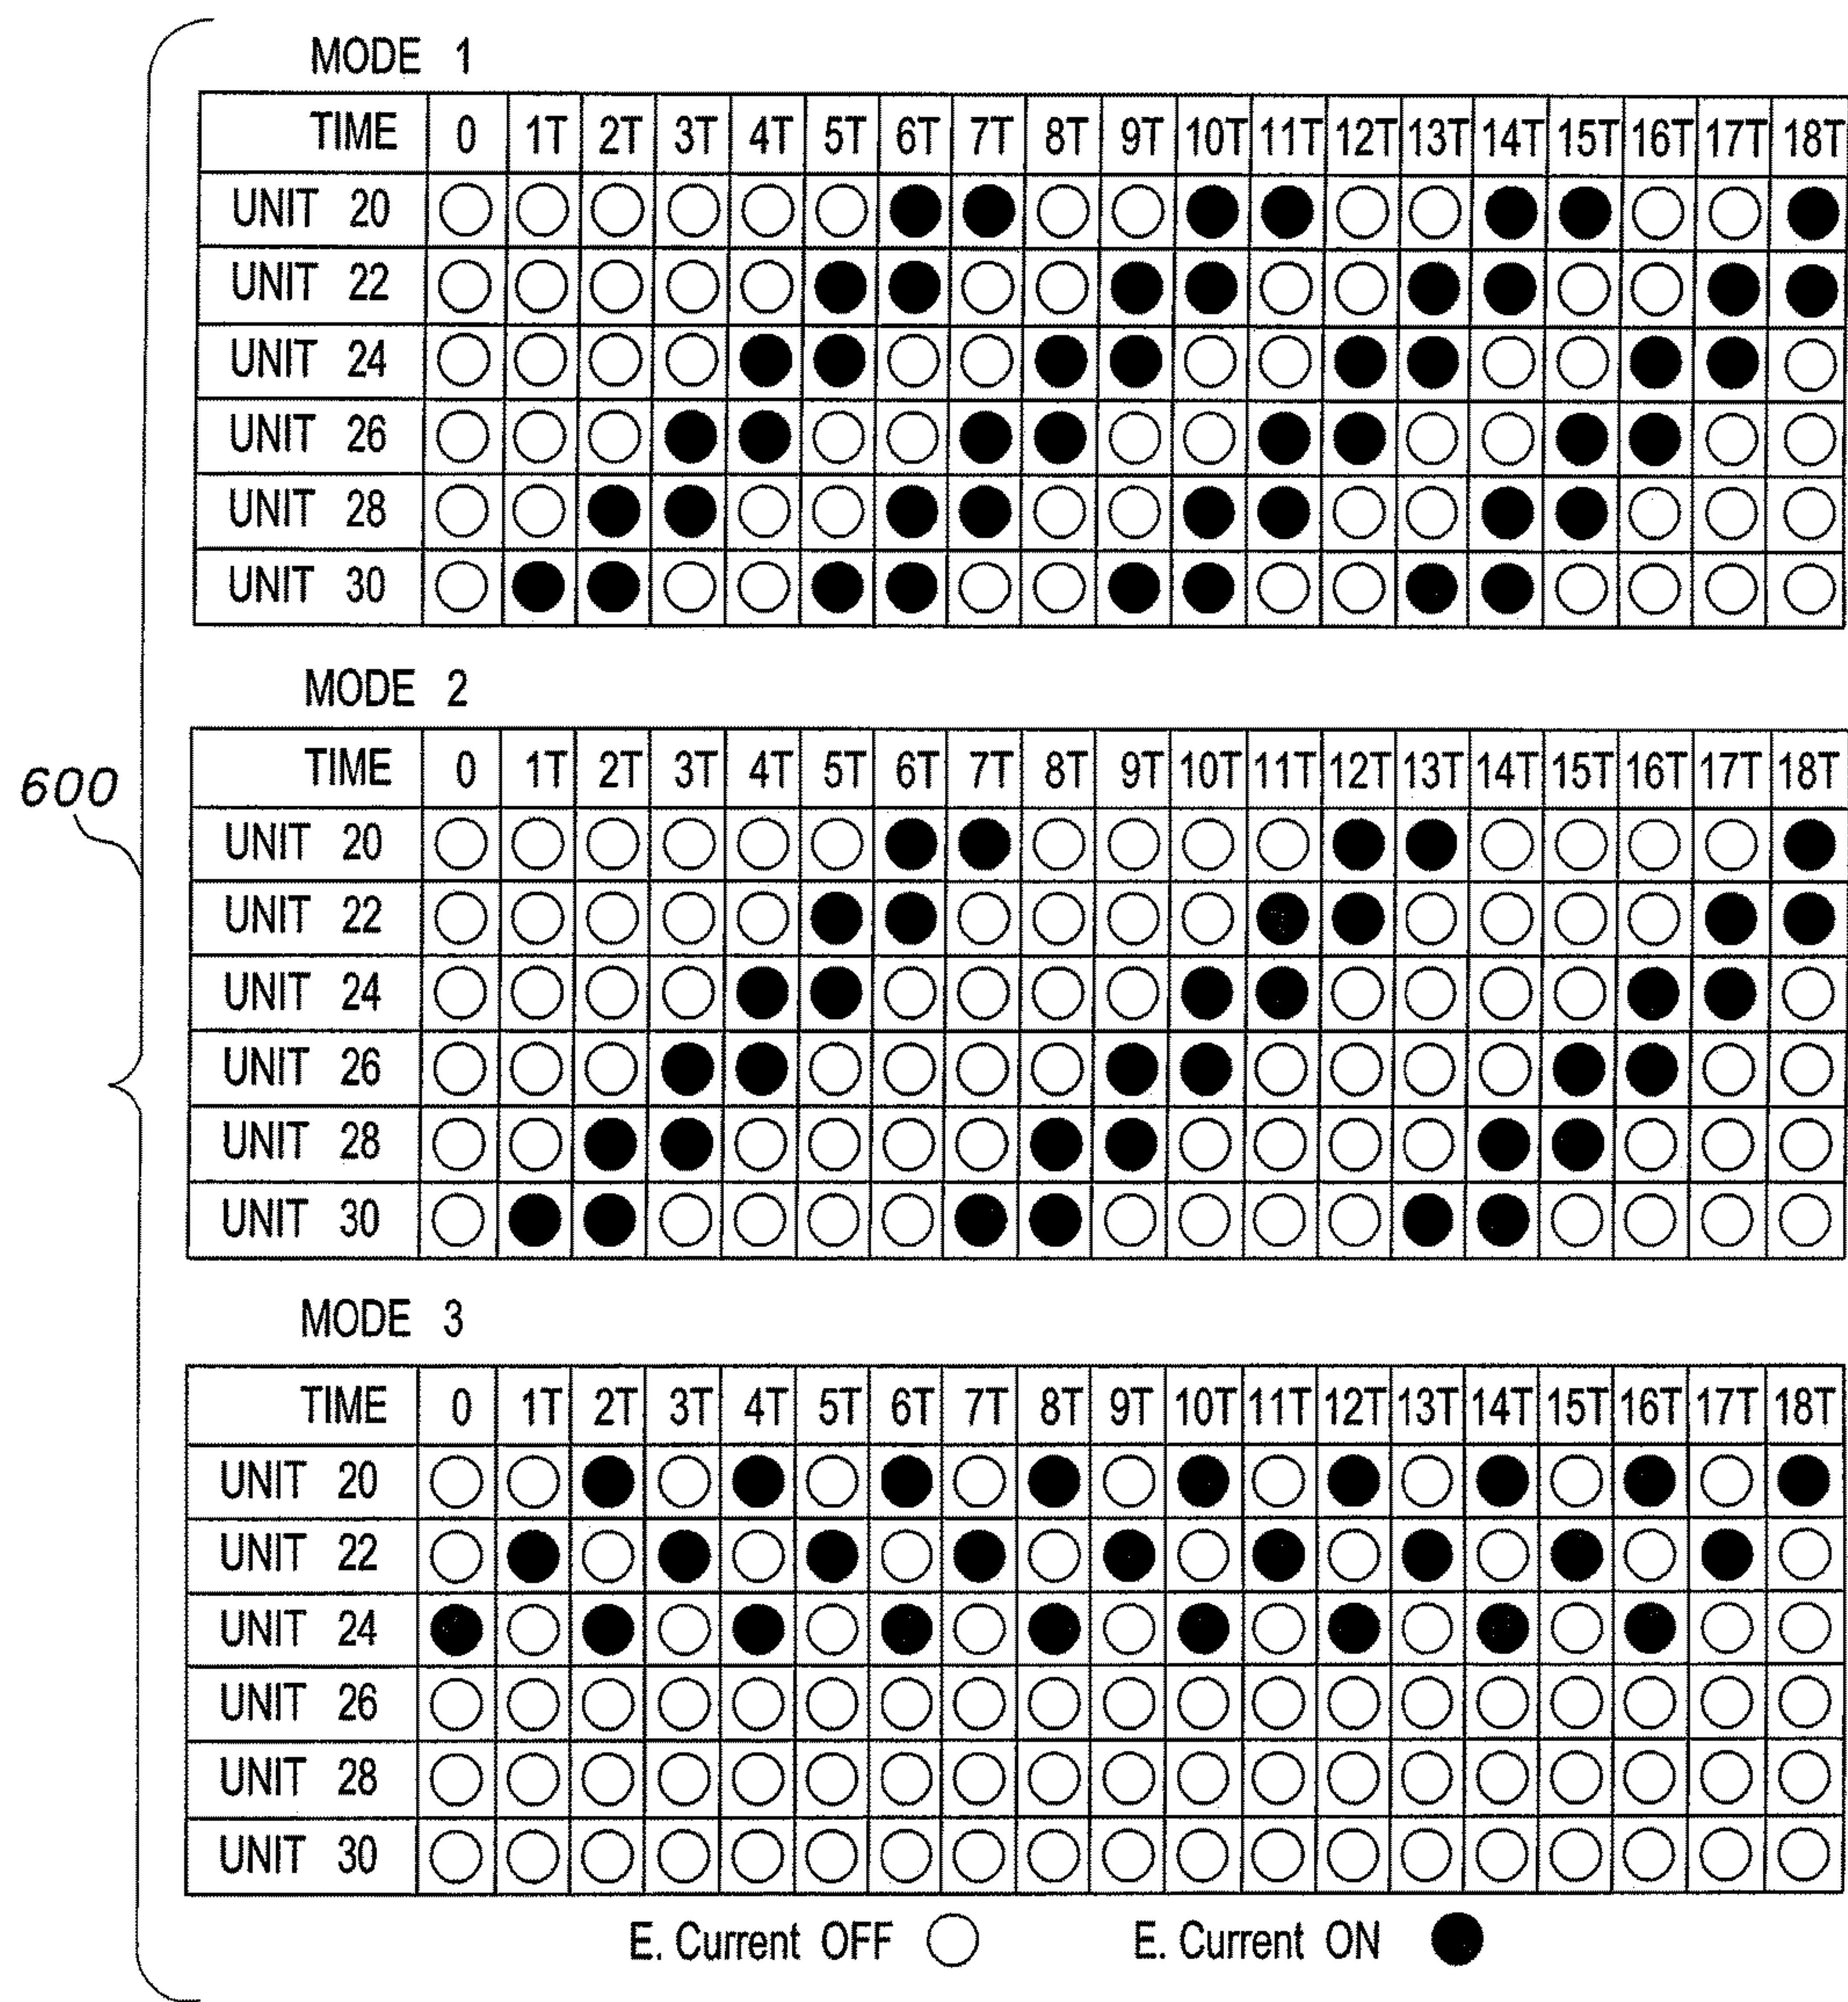 MODE 1
TIME 0 1T 2T 3T 4T 5T 6T 7T 8T 9T 10T 11T 12T 13T 14T 15T 16T 17T 18T
UNIT 20
UNIT 22
UNIT 24
UNIT 26
UNIT 28
UNIT 30
MODE 2
600
TIME 0 1T 2T 3T 4T 5T 6T 7T 8T 9T 10T 11T 12T 13T 14T 15T 16T 17T 18T
UNIT 20
UNIT 22
UNIT 24
UNIT 26
UNIT 28
UNIT 30
MODE 3
TIME 0 1T 2T 3T 4T 5T 6T 7T 8T 9T 10T 11T 12T 13T 14T 15T 16T 17T 18T
UNIT 20
UNIT 22
UNIT 24
UNIT 26
UNIT 28
UNIT 30
E. Current OFF E. Current ON